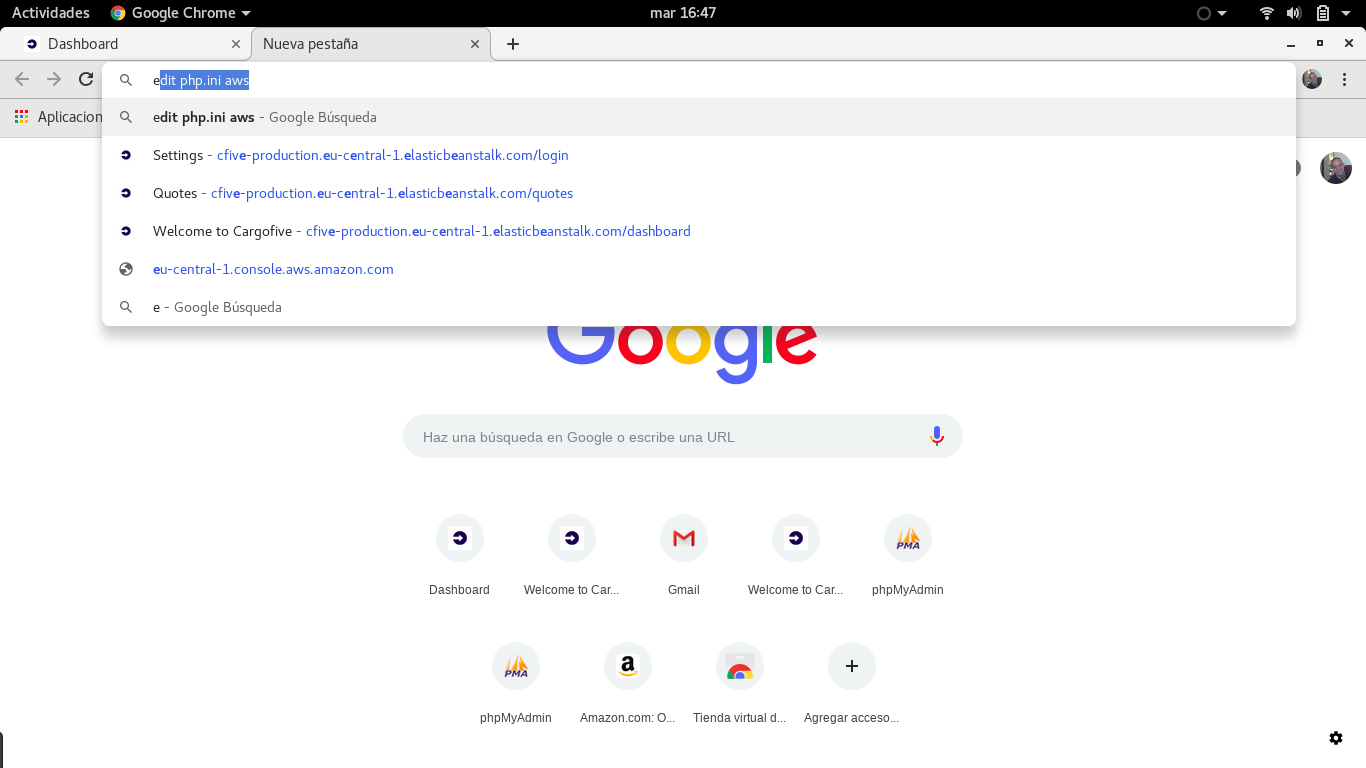 Actividades Google Chrome mar 16:47
Dashboard Nueva pestaña
edit php.ini aws
Aplicacion
edit php.ini aws - Google Búsqueda
Settings - cfive-production.eu-central-1.elasticbeanstalk.com/login
Quotes - cfive-production.eu-central-1.elasticbeanstalk.com/quotes
Welcome to Cargofive - cfive-production.eu-central-1.elasticbeanstalk.com/dashboard
eu-central-1.console.aws.amazon.com
e - Google Búsqueda
Google
Haz una búsqueda en Google o escribe una URL
PMA
Dashboard Welcome to Car... Gmail Welcome to Car... phpMyAdmin
PMA a
phpMyAdmin Amazon.com: O... Tienda virtual d... Agregar acceso...